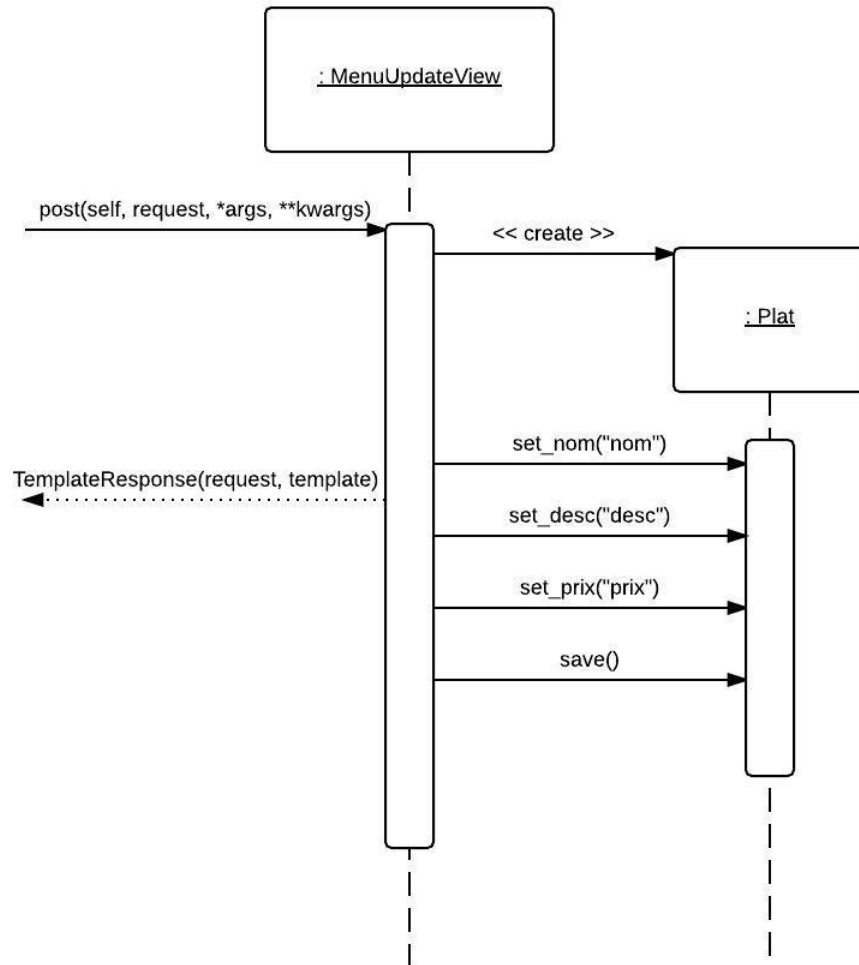 : MenuUpdateView
post(self, request, *args, **kwargs)
<< create >>
: Plat
set_nom("nom")
TemplateResponse(request, template)
set_desc("desc")
set_prix("prix")
save()